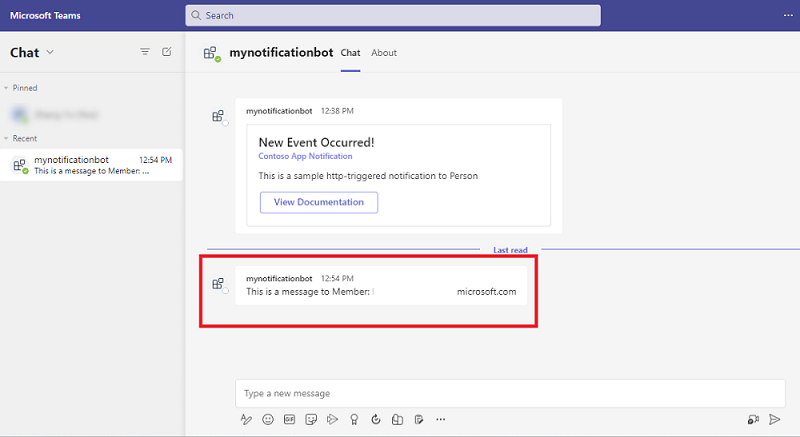 Microsoft Teams
Search
Chat
Pinned
Recent
mynotificationbot 12:54 PM
This is a message to Member: ...
mynotificationbot Chat About
mynotificationbot 12:38 PM
New Event Occurred!
Contoso App Notification
This is a sample http-triggered notification to Person
View Documentation
Last read
mynotificationbot 12:54 PM
This is a message to Member: microsoft.com
Type a new message
GIF